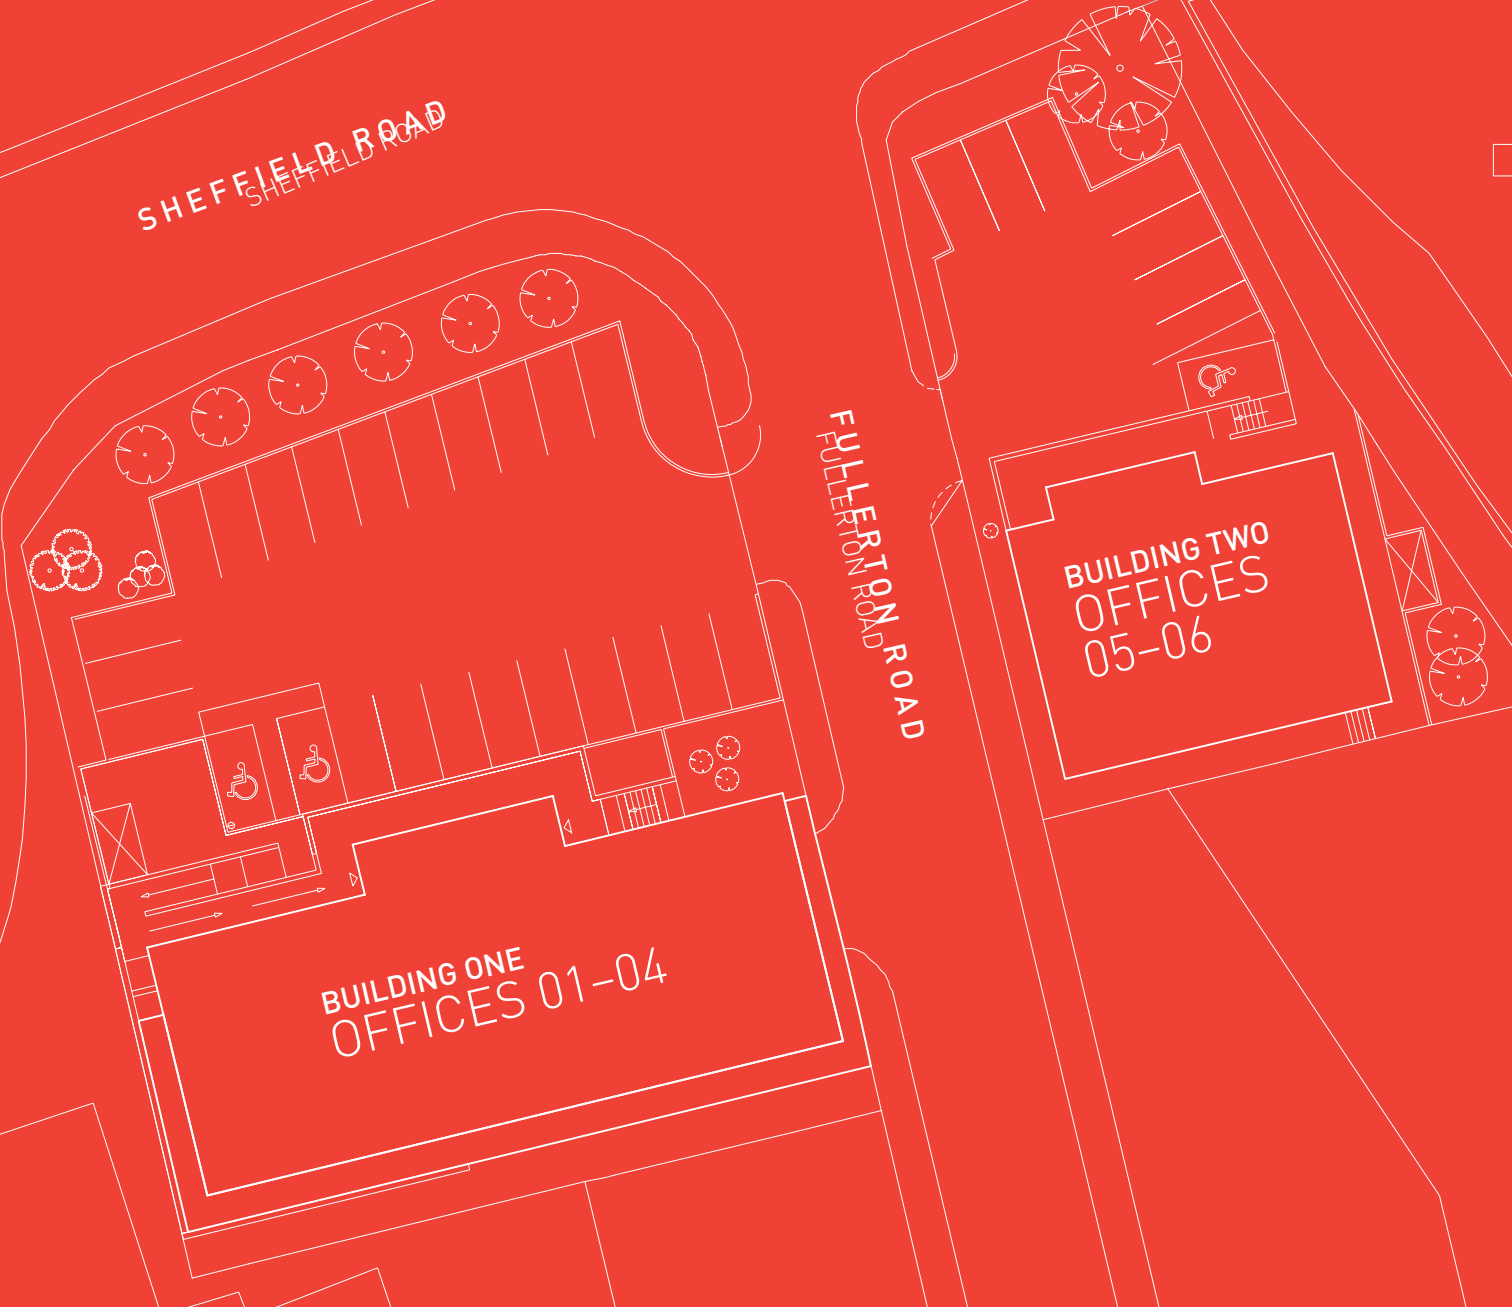 SHEFFIELD ROAD
SHEFFIELD ROAD
FULLERTON ROAD
FULLERTON ROAD
BUILDING TWO
OFFICES
05–06
BUILDING ONE
OFFICES 01–04